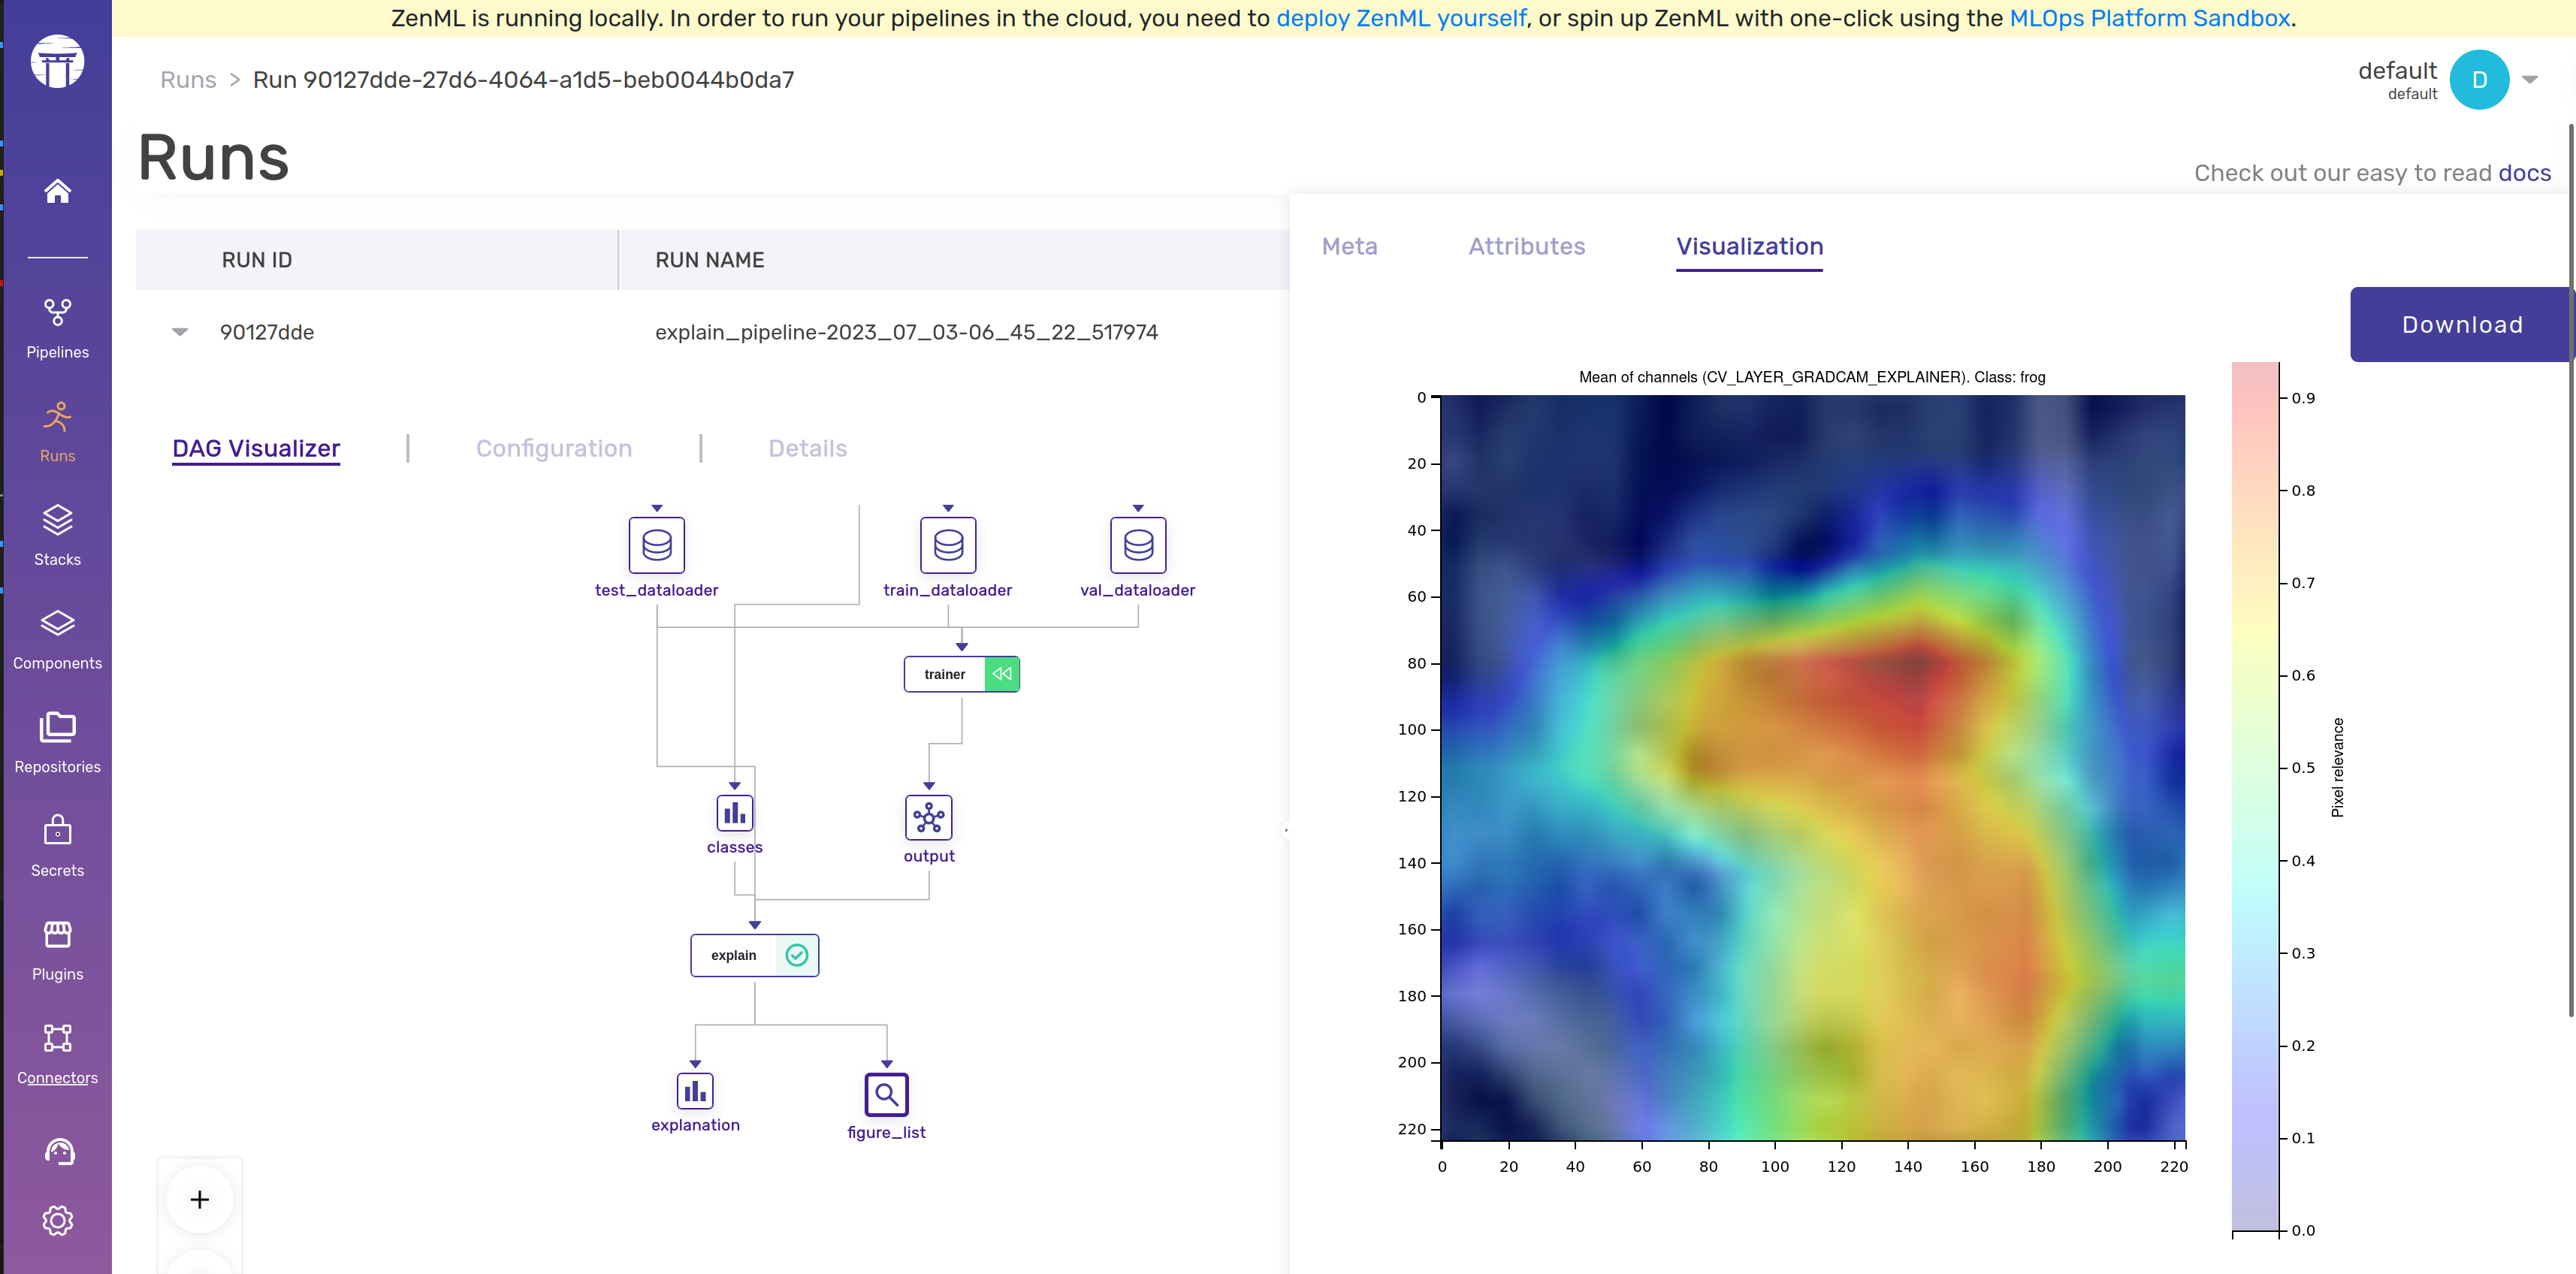 ZenML is running locally. In order to run your pipelines in the cloud, you need to deploy ZenML yourself, or spin up ZenML with one-click using the MLOps Platform Sandbox.
Runs > Run 90127dde-27d6-4064-a1d5-beb0044b0da7
default
default
D
Runs
Check out our easy to read docs
Pipelines
Runs
Stacks
Components
Repositories
Secrets
Plugins
Connectors
RUN ID
RUN NAME
90127dde
explain_pipeline-2023_07_03-06_45_22_517974
DAG Visualizer | Configuration | Details
test_dataloader
train_dataloader
val_dataloader
trainer
classes
output
explain
explanation
figure_list
+
Meta
Attributes
Visualization
Download
Mean of channels (CV_LAYER_GRADCAM_EXPLAINER). Class: frog
0
20
40
60
80
100
120
140
160
180
200
220
0 20 40 60 80 100 120 140 160 180 200 220
0.9
0.8
0.7
0.6
0.5
0.4
0.3
0.2
0.1
0.0
Pixel relevance